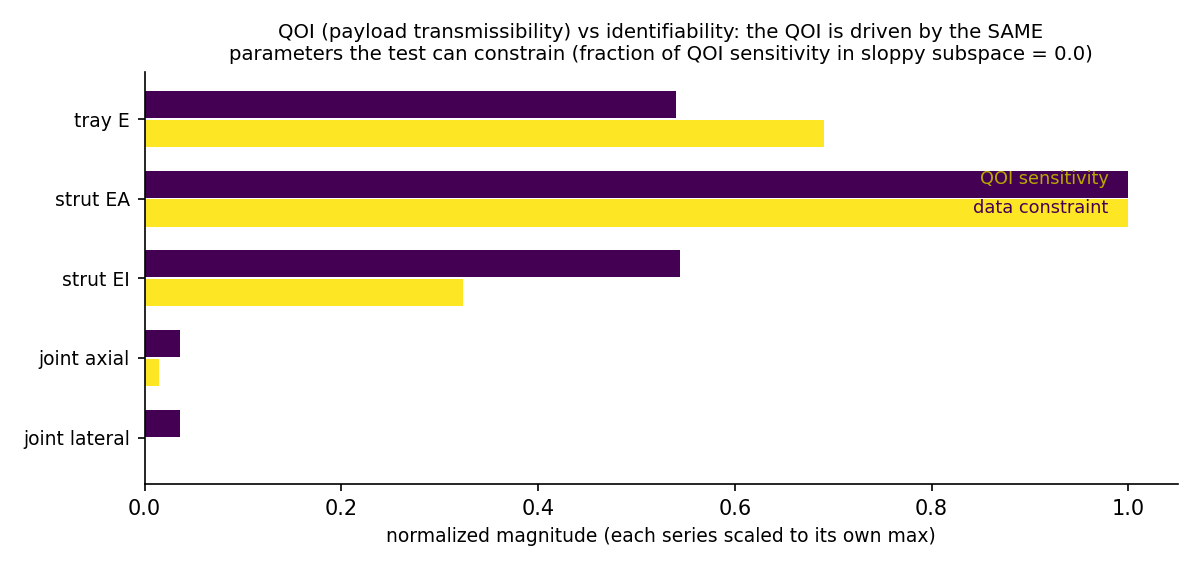 QOI (payload transmissibility) vs identifiability: the QOI is driven by the SAME
parameters the test can constrain (fraction of QOI sensitivity in sloppy subspace = 0.0)
tray E
strut EA
QOI sensitivity
data constraint
strut EI
joint axial
joint lateral
0.0 0.2 0.4 0.6 0.8 1.0
normalized magnitude (each series scaled to its own max)